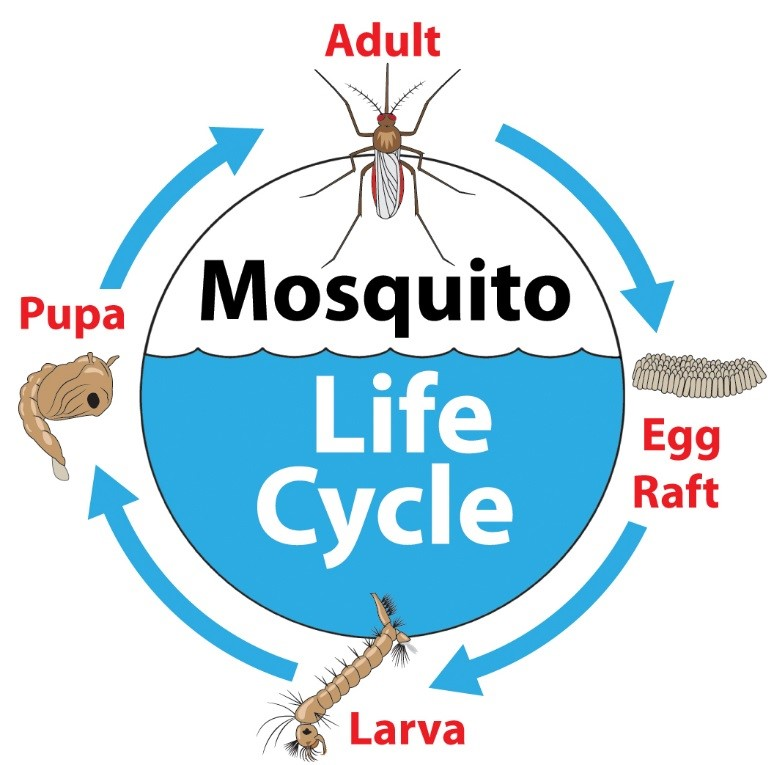 Adult
Mosquito
Life
Cycle
Pupa
Egg
Raft
Larva